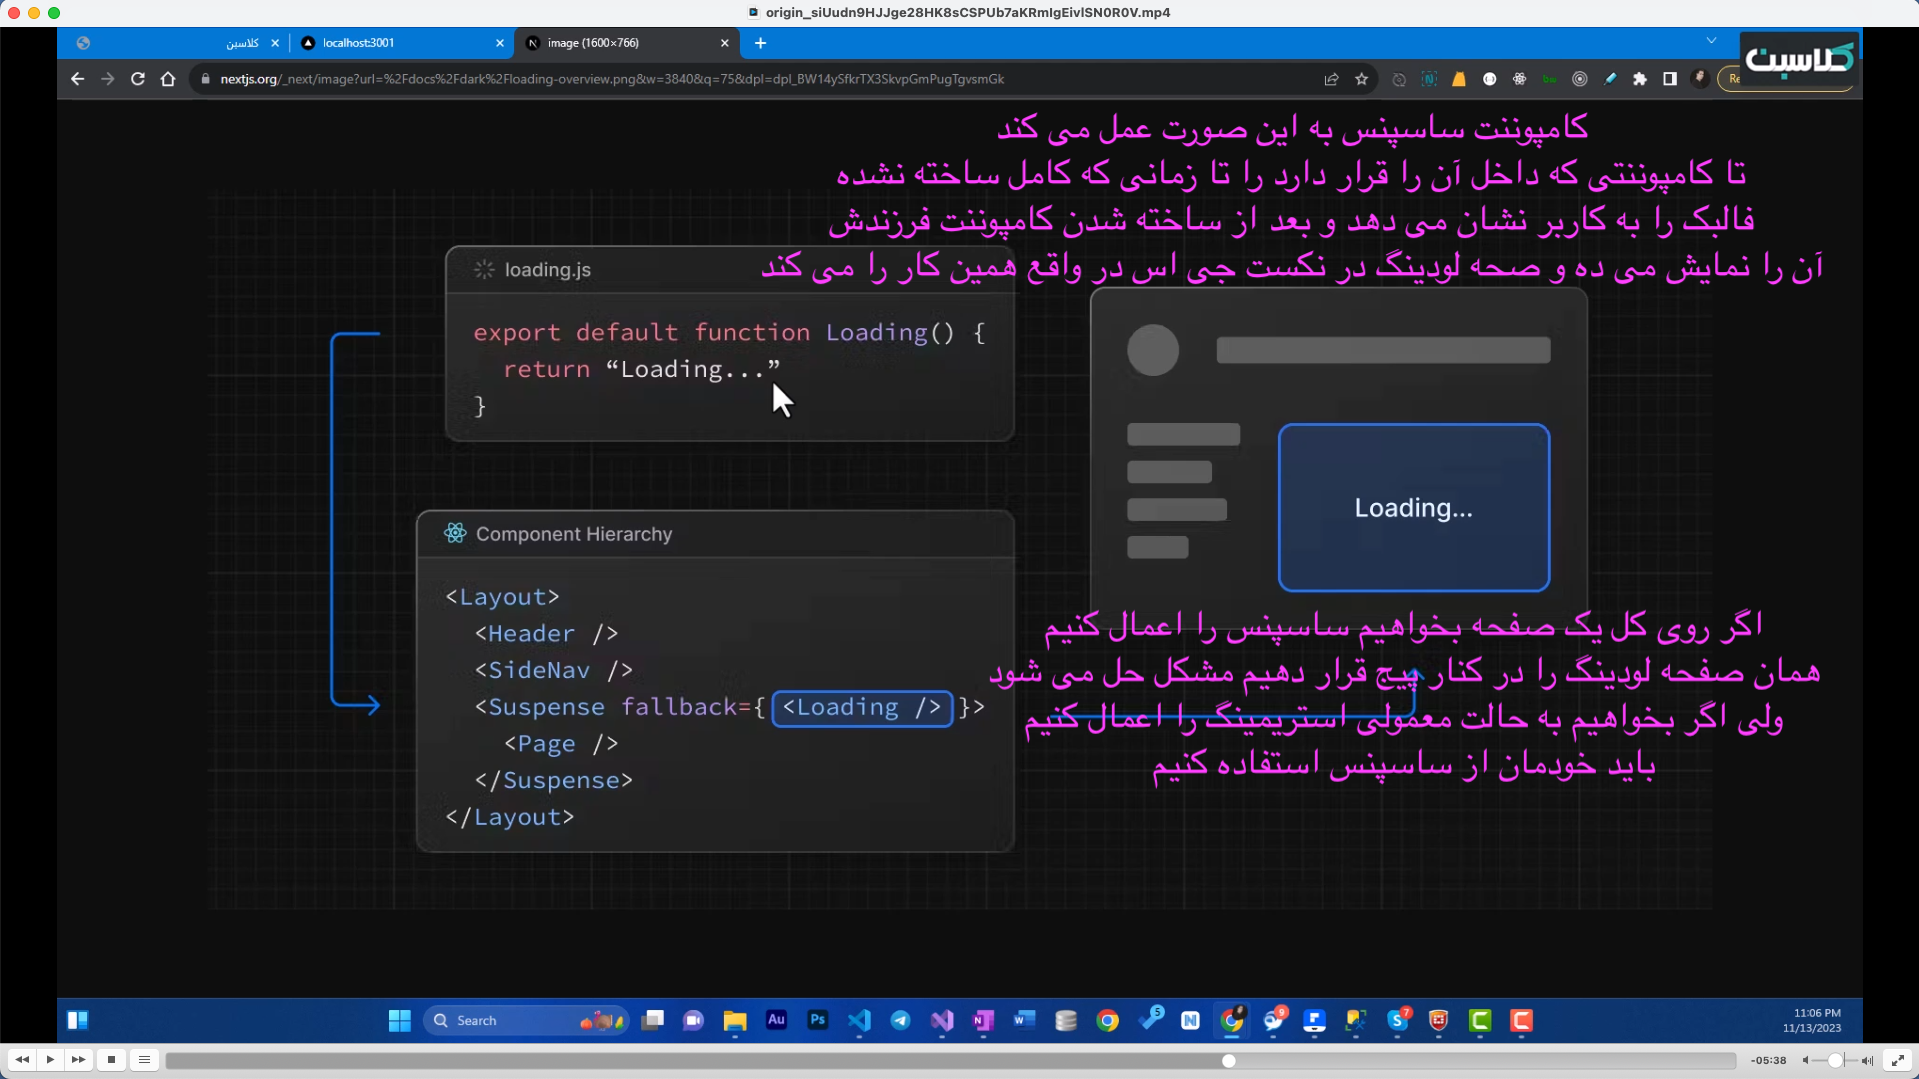 origin_siUudn9HJJge28HK8sCSPUb7aKRmIgEivlSN0R0V.mp4
کلاسین
localhost:3001
image (1600×766)
nextjs.org/_next/image?url=%2Fdocs%2Fdark%2Floading-overview.png&w=3840&q=75&dpl=dpl_BW14ySfkrTX3SkvpGmPugTgvsmGk
Re
کلاسین
کامپوننت ساسپنس به این صورت عمل می کند
تا کامپوننتی که داخل آن را قرار دارد را تا زمانی که کامل ساخته نشده
فالبک را به کاربر نشان می دهد و بعد از ساخته شدن کامپوننت فرزندش
آن را نمایش می ده و صحه لودینگ در نکست جی اس در واقع همین کار را می کند
loading.js
export default function Loading() {
return “Loading...”
}
Loading...
Component Hierarchy
<Layout>
<Header />
<SideNav />
<Suspense fallback={ <Loading /> }>
<Page />
</Suspense>
</Layout>
اگر روی کل یک صفحه بخواهیم ساسپنس را اعمال کنیم
همان صفحه لودینگ را در کنار پیج قرار دهیم مشکل حل می شود
ولی اگر بخواهیم به حالت معمولی استریمینگ را اعمال کنیم
باید خودمان از ساسپنس استفاده کنیم
Search
Au
Ps
5
9
7
11:06 PM
11/13/2023
-05:38